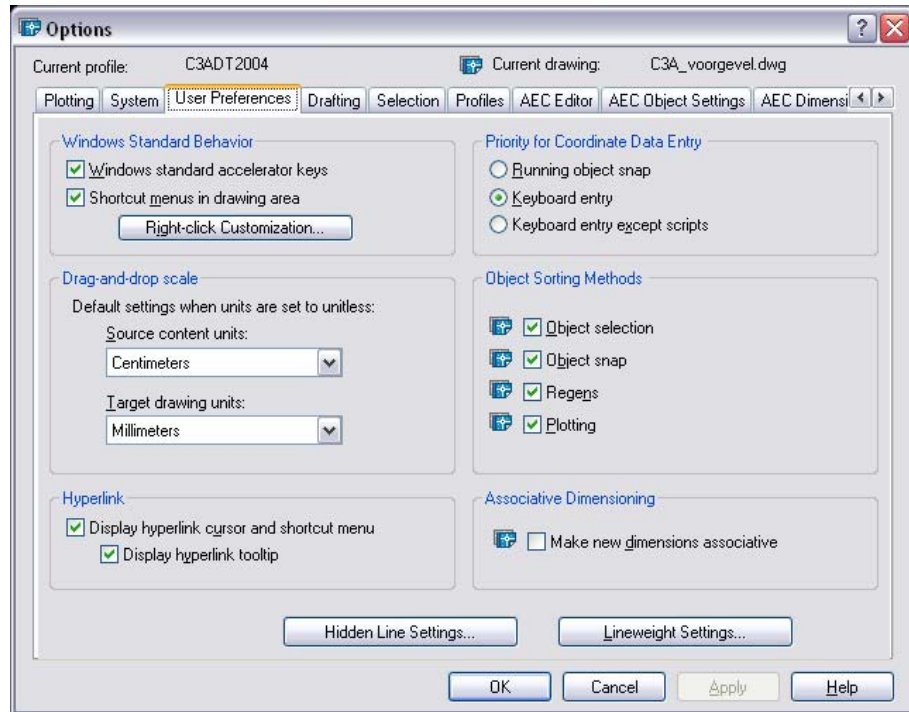 Options
Current profile: C3ADT2004 Current drawing: C3A_voorgevel.dwg
Plotting System User Preferences Drafting Selection Profiles AEC Editor AEC Object Settings AEC Dimensi
Windows Standard Behavior
Windows standard accelerator keys
Shortcut menus in drawing area
Right-click Customization...
Drag-and-drop scale
Default settings when units are set to unitless:
Source content units:
Centimeters
Target drawing units:
Millimeters
Hyperlink
Display hyperlink cursor and shortcut menu
Display hyperlink tooltip
Priority for Coordinate Data Entry
Running object snap
Keyboard entry
Keyboard entry except scripts
Object Sorting Methods
Object selection
Object snap
Regens
Plotting
Associative Dimensioning
Make new dimensions associative
Hidden Line Settings... Lineweight Settings...
OK Cancel Apply Help